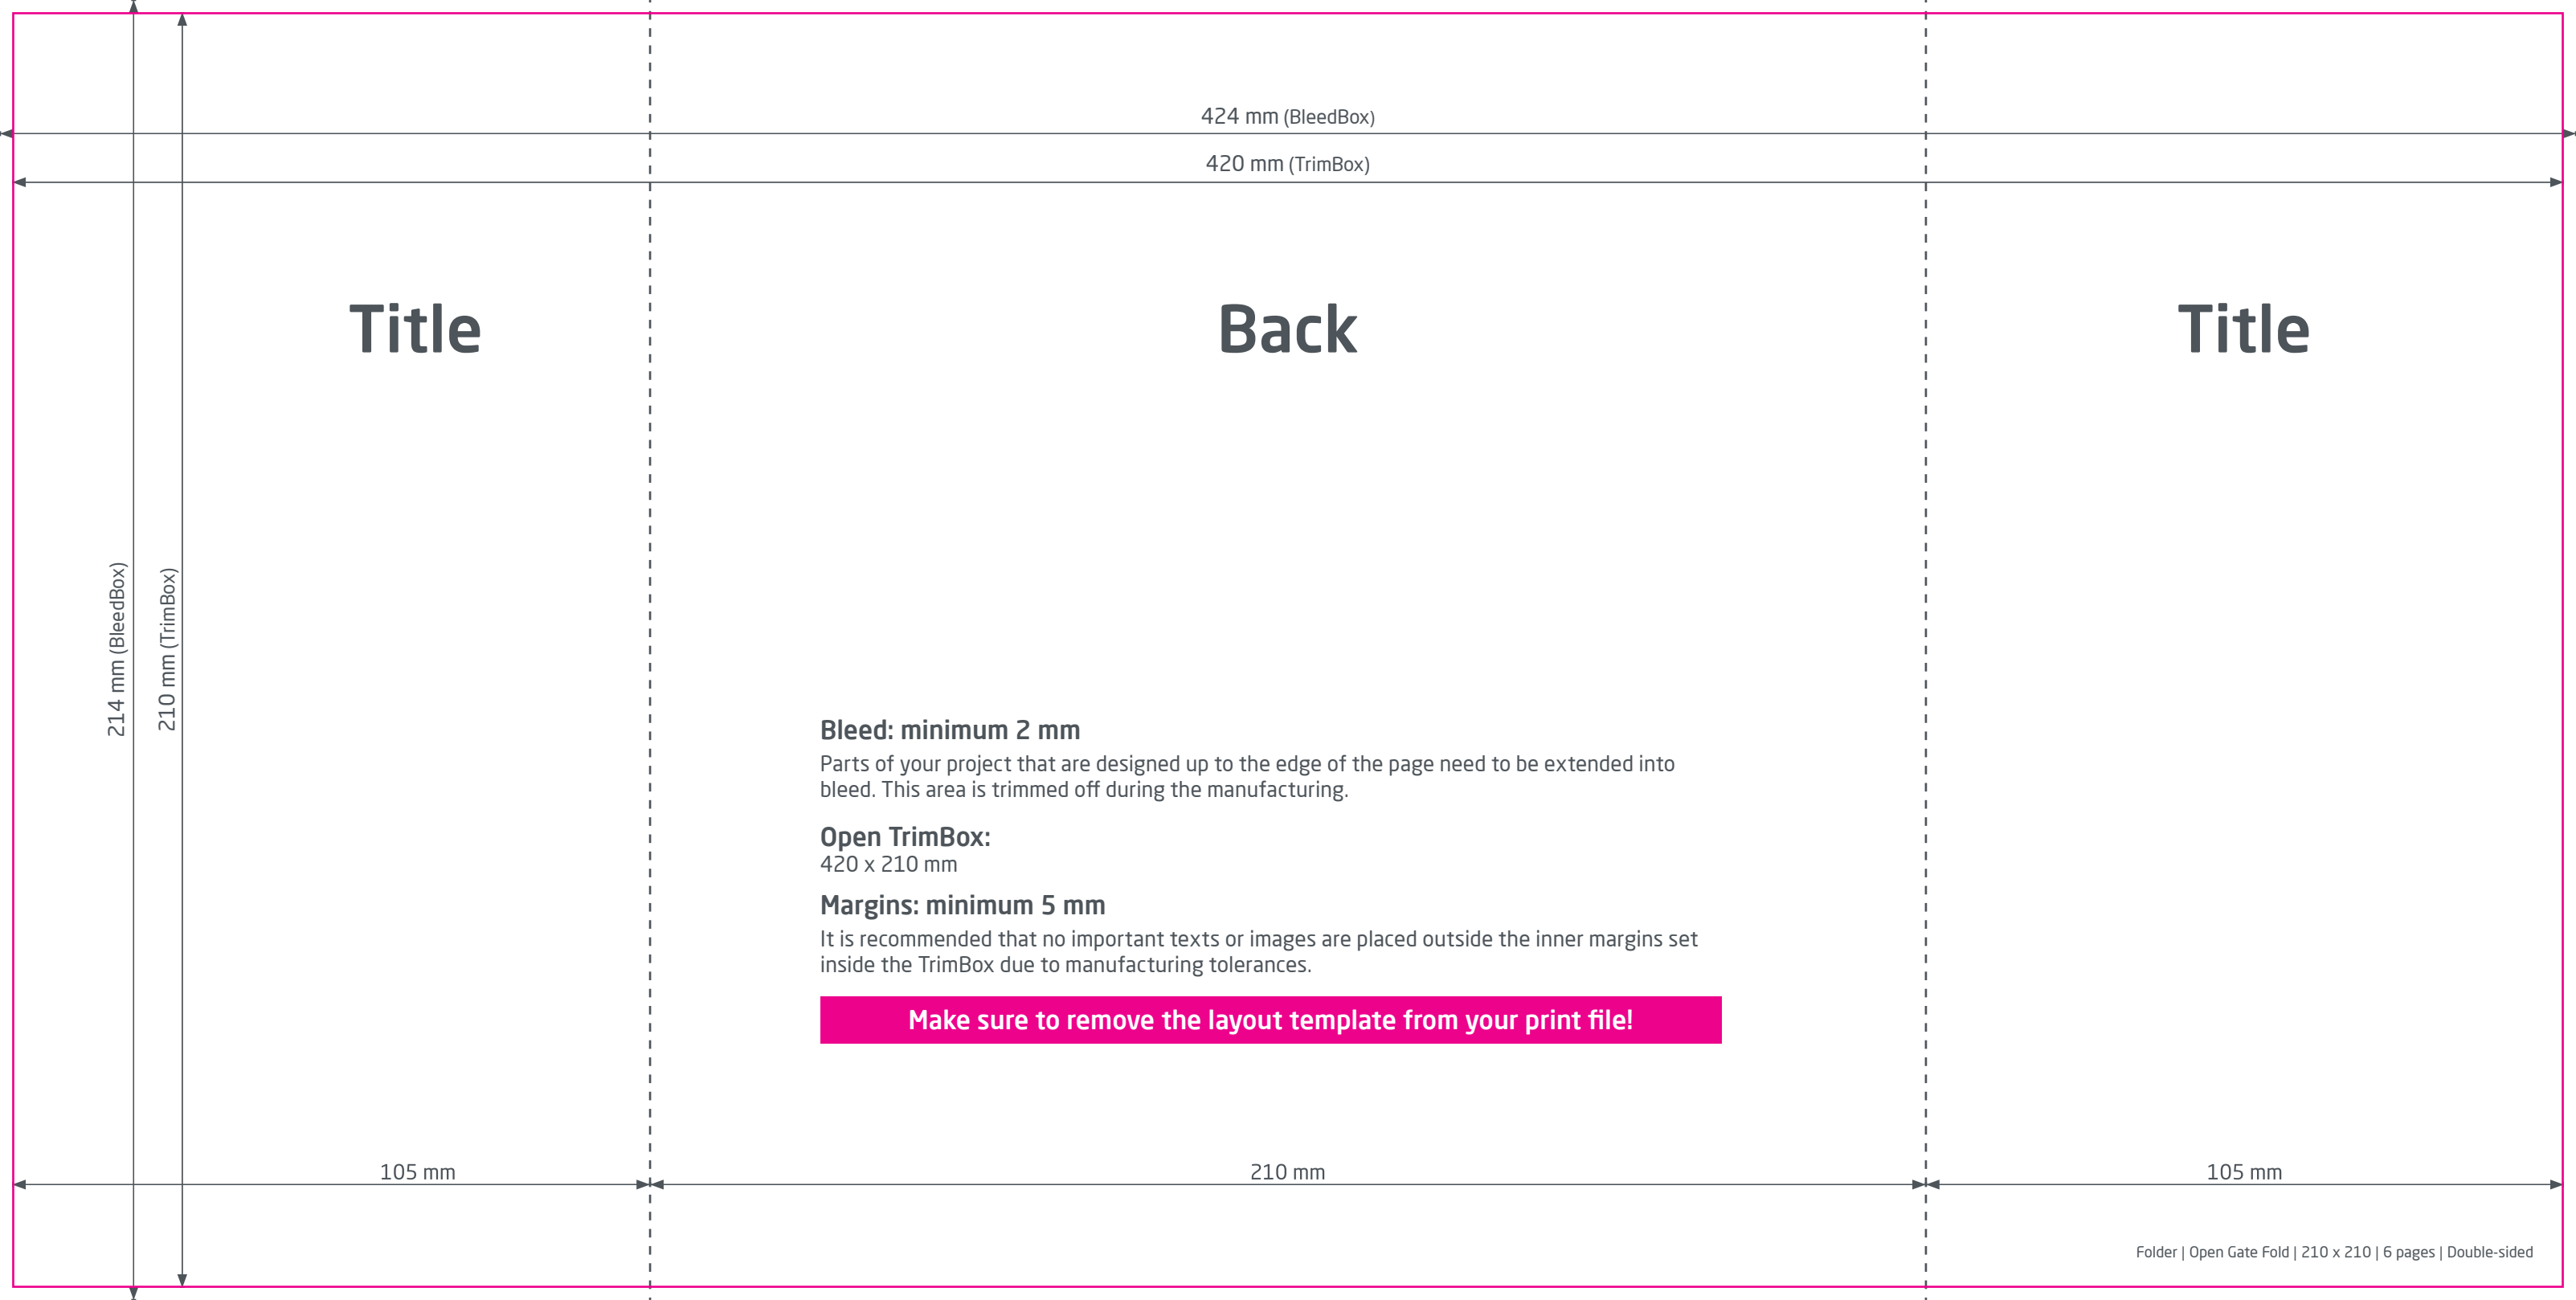 424 mm (BleedBox)
420 mm (TrimBox)
Title
Back
Title
214 mm (BleedBox)
210 mm (TrimBox)
Bleed: minimum 2 mm
Parts of your project that are designed up to the edge of the page need to be extended into
bleed. This area is trimmed off during the manufacturing.
Open TrimBox:
420 x 210 mm
Margins: minimum 5 mm
It is recommended that no important texts or images are placed outside the inner margins set
inside the TrimBox due to manufacturing tolerances.
Make sure to remove the layout template from your print file!
105 mm
210 mm
105 mm
Folder | Open Gate Fold | 210 x 210 | 6 pages | Double-sided